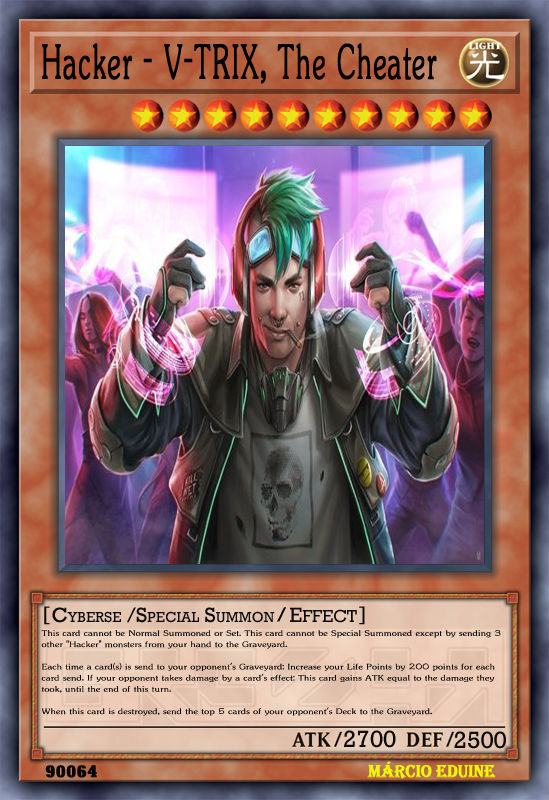 Hacker - V-TRIX, The Cheater
LIGHT
光
[Cyberse /Special Summon/ Effect]
This card cannot be Normal Summoned or Set. This card cannot be Special Summoned except by sending 3
other "Hacker" monsters from your hand to the Graveyard.
Each time a card(s) is send to your opponent's Graveyard: Increase your Life Points by 200 points for each
card send. If your opponent takes damage by a card's effect: This card gains ATK equal to the damage they
took, until the end of this turn.
When this card is destroyed, send the top 5 cards of your opponent's Deck to the Graveyard.
ATK/2700 DEF/2500
90064
MÁRCIO EDUINE